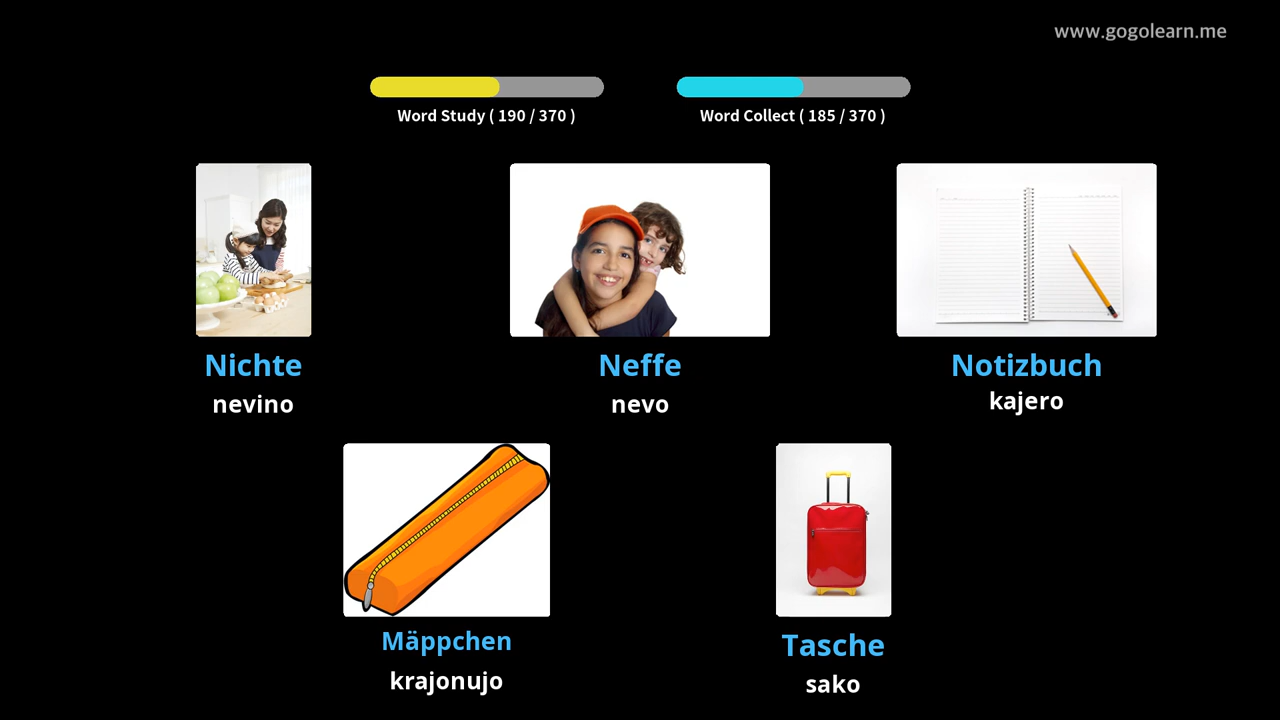 www.gogolearn.me
Word Study ( 190 / 370 )
Word Collect ( 185 / 370 )
Nichte
nevino
Neffe
nevo
Notizbuch
kajero
Mäppchen
krajonujo
Tasche
sako